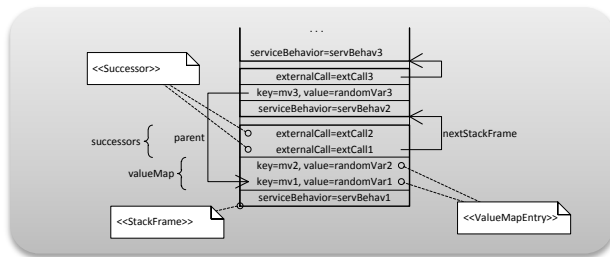 ...
serviceBehavior=servBehav3
<<Successor>>
externalCall=extCall3
key=mv3, value=randomVar3
serviceBehavior=servBehav2
successors
parent
externalCall=extCall2
nextStackFrame
externalCall=extCall1
valueMap
key=mv2, value=randomVar2
key=mv1, value=randomVar1
serviceBehavior=servBehav1
<<StackFrame>>
<<ValueMapEntry>>